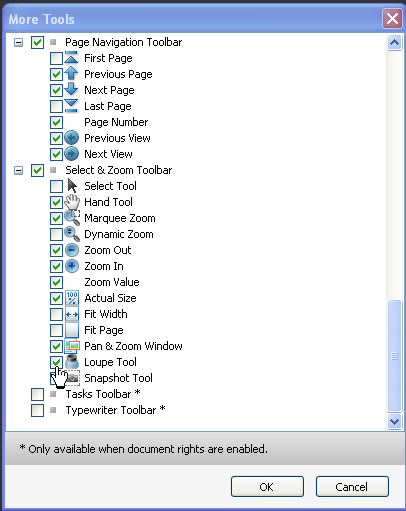 More Tools
Page Navigation Toolbar
First Page
Previous Page
Next Page
Last Page
Page Number
Previous View
Next View
Select & Zoom Toolbar
Select Tool
Hand Tool
Marquee Zoom
Dynamic Zoom
Zoom Out
Zoom In
Zoom Value
100% Actual Size
Fit Width
Fit Page
Pan & Zoom Window
Loupe Tool
Snapshot Tool
Tasks Toolbar *
Typewriter Toolbar *
* Only available when document rights are enabled.
OK Cancel